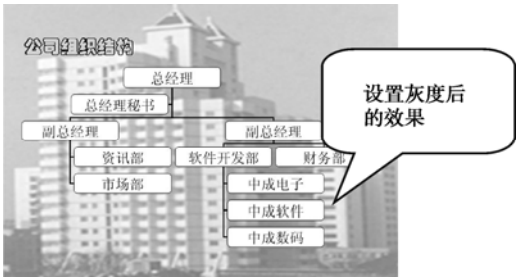 公司组织结构
总经理
总经理秘书
副总经理
副总经理
资讯部
软件开发部
财务部
市场部
中成电子
中成软件
中成数码
设置灰度后
的效果